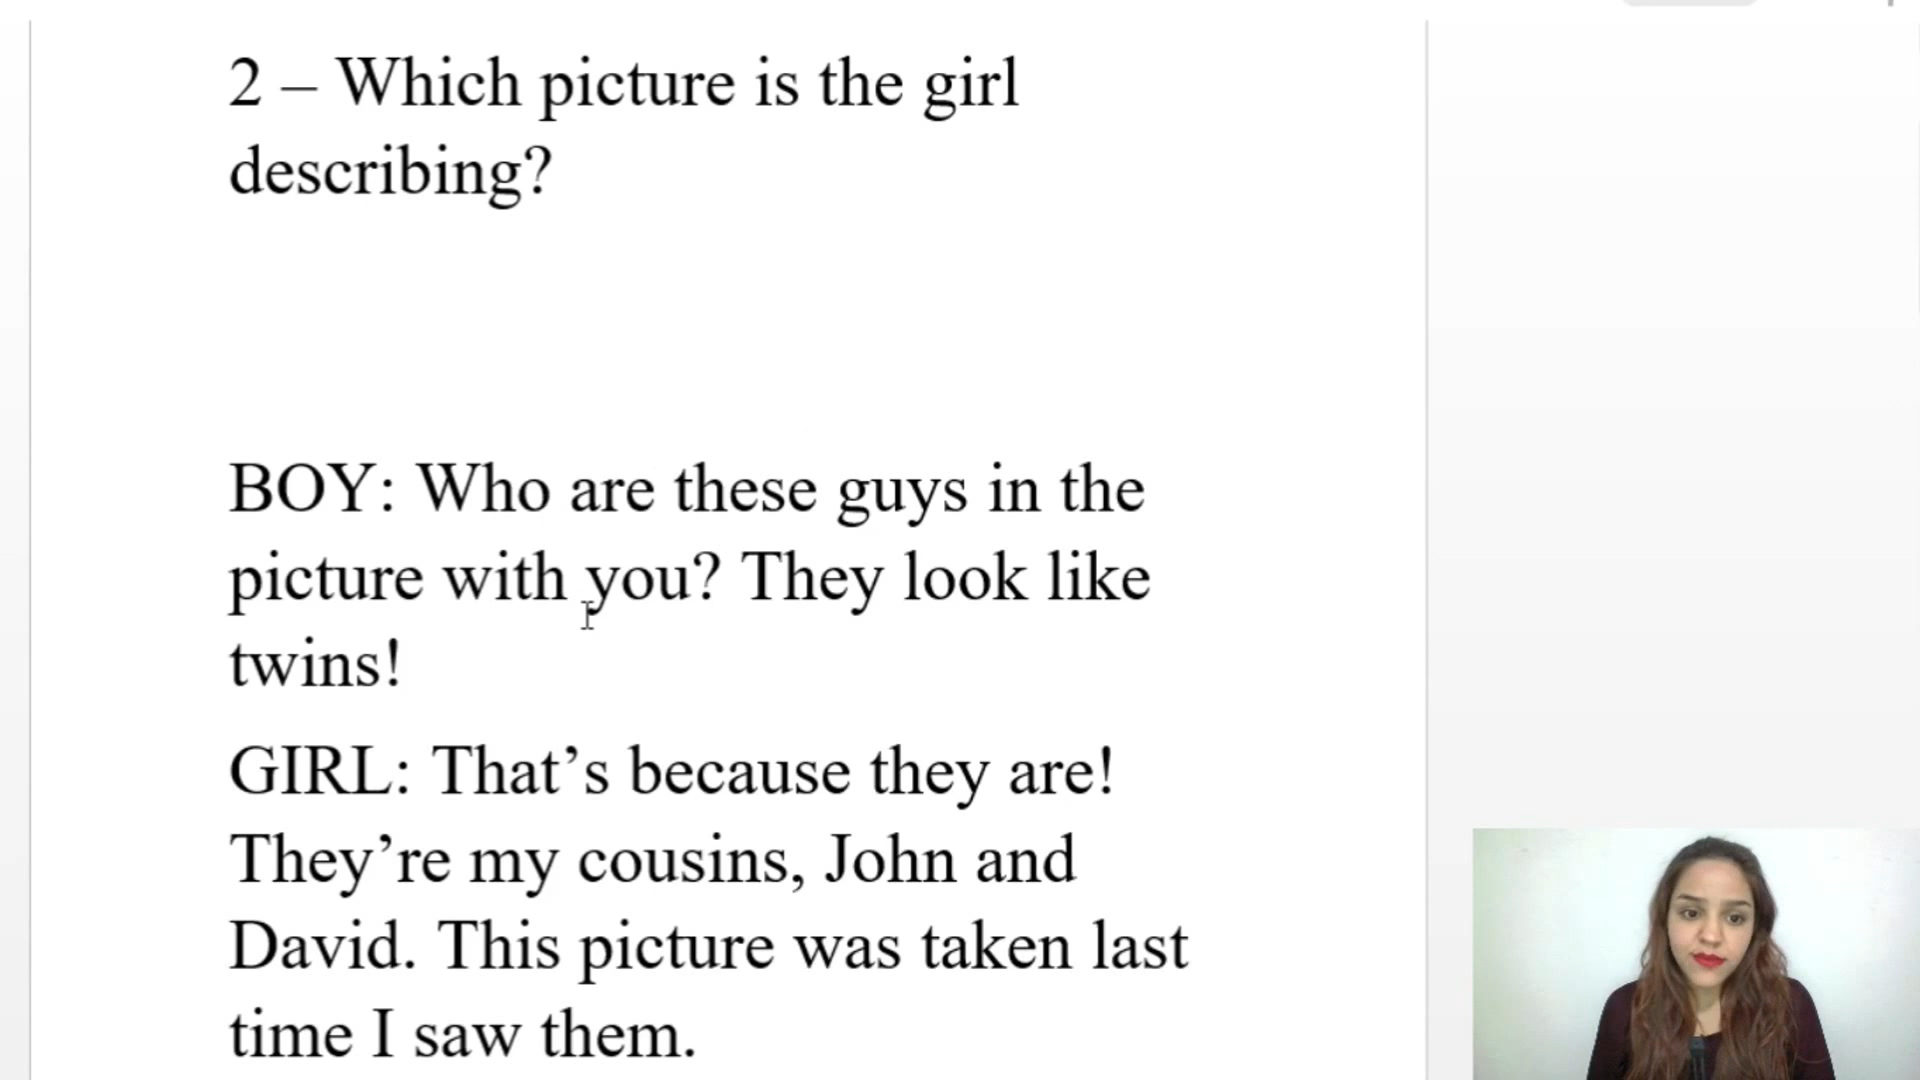 2 – Which picture is the girl
describing?
BOY: Who are these guys in the
picture with you? They look like
twins!
GIRL: That’s because they are!
They’re my cousins, John and
David. This picture was taken last
time I saw them.